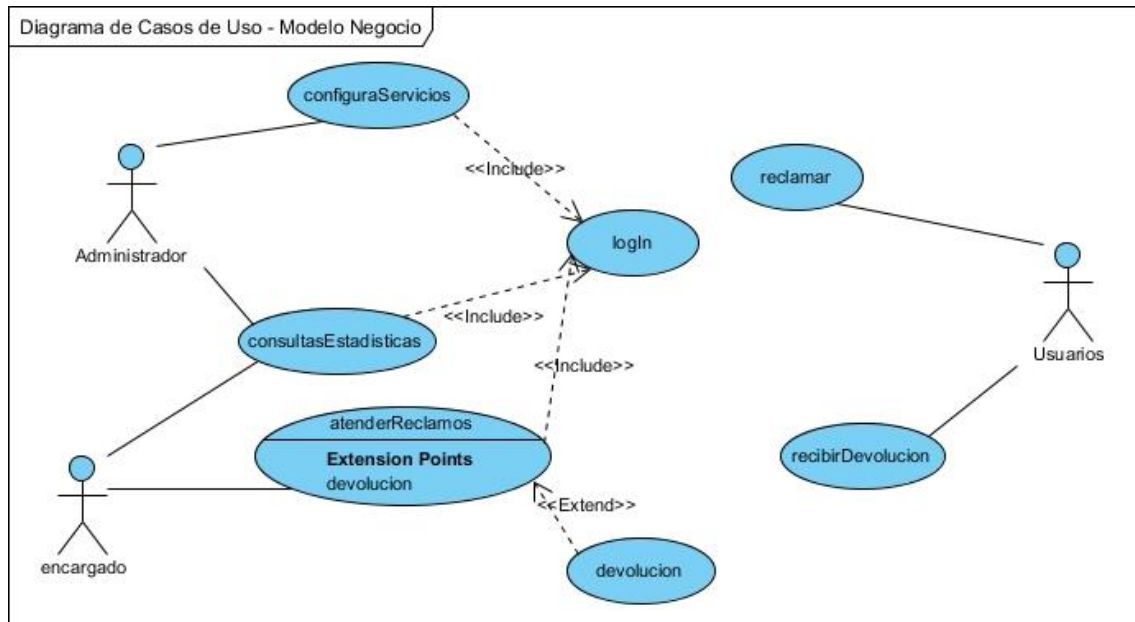 Diagrama de Casos de Uso - Modelo Negocio
configuraServicios
<<Include>>
reclamar
Administrador
logIn
<<Include>>
consultasEstadisticas
Usuarios
<<Include>>
atenderReclamos
Extension Points
devolucion
recibirDevolucion
<<Extend>>
encargado
devolucion